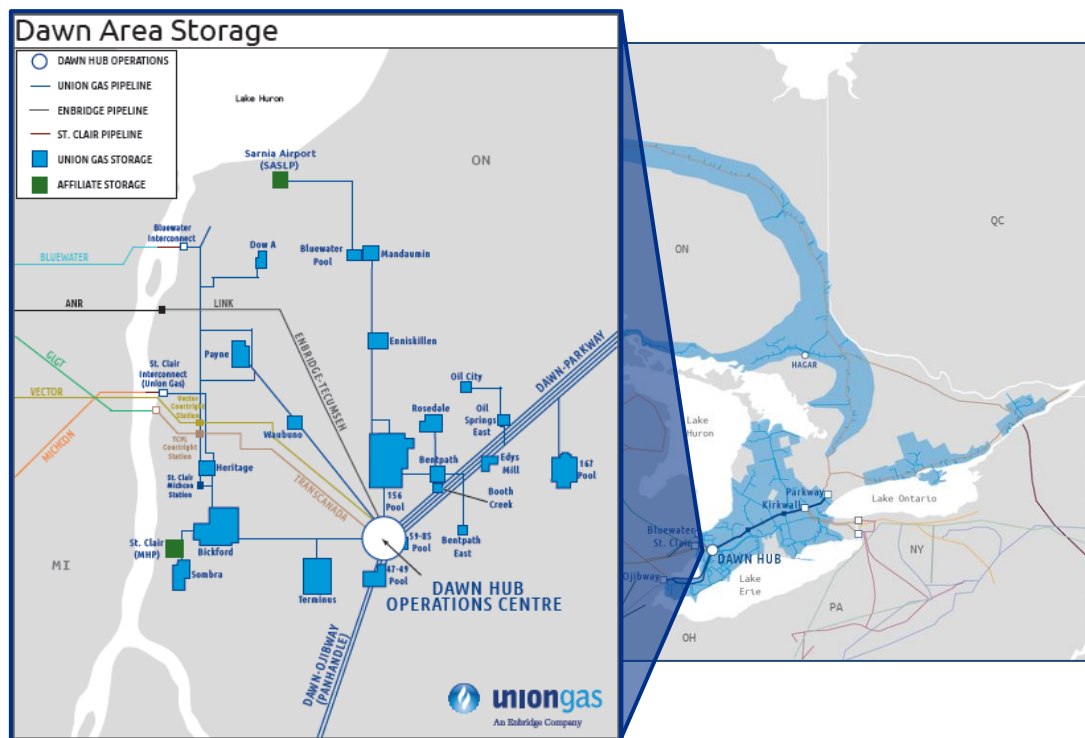 Dawn Area Storage
DAWN HUB OPERATIONS
UNION GAS PIPELINE
ENBRIDGE PIPELINE
ST. CLAIR PIPELINE
UNION GAS STORAGE
AFFILIATE STORAGE
Lake Huron
ON
Sarnia Airport
(SASLP)
Bluewater
Interconnect
Dow A
Bluewater
Pool
Mandaumin
BLUEWATER
ANR
LINK
ENBRIDGE-TECUMSEH
GLGT
Payne
Enniskillen
DAWN-PARKWAY
St. Clair
Interconnect
(Union Gas)
VECTOR
Vector
Courtright
Station
MICHCON
TCPL
Courtright
Station
Waubuno
Oil City
Rosedale
Oil
Springs
East
Heritage
St. Clair
Michcon
Station
TRANSCANADA
156
Pool
Bentpath
Edys
Mill
167
Pool
Booth
Creek
St. Clair
(MHP)
Bickford
59-85
Pool
Bentpath
East
MI
Sombra
Terminus
47-49
Pool
DAWN HUB
OPERATIONS CENTRE
DAWN-OJIBWAY
(PANHANDLE)
uniongas
An Enbridge Company
QC
ON
HAGAR
Lake
Huron
Parkway
Kirkwall
Lake Ontario
Bluewater
St. Clair
DAWN HUB
NY
Ojibway
Lake
Erie
PA
OH